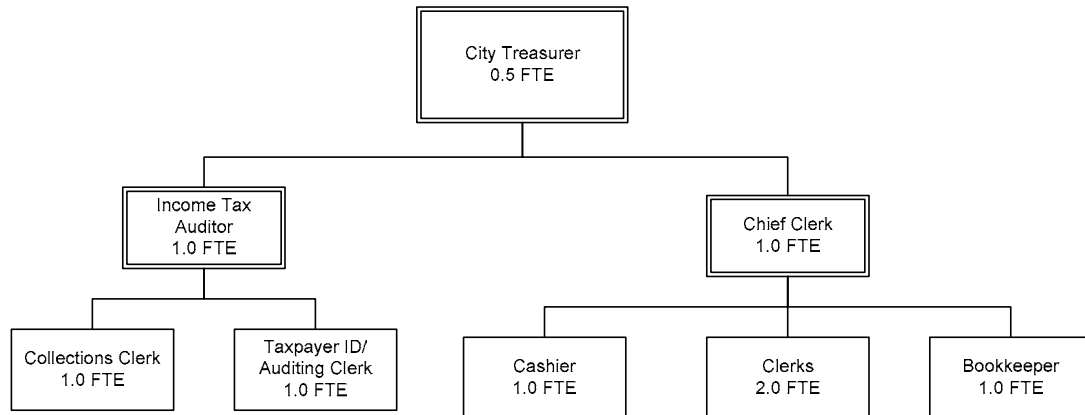 City Treasurer
0.5 FTE
Income Tax
Auditor
1.0 FTE
Chief Clerk
1.0 FTE
Collections Clerk
1.0 FTE
Taxpayer ID/
Auditing Clerk
1.0 FTE
Cashier
1.0 FTE
Clerks
2.0 FTE
Bookkeeper
1.0 FTE